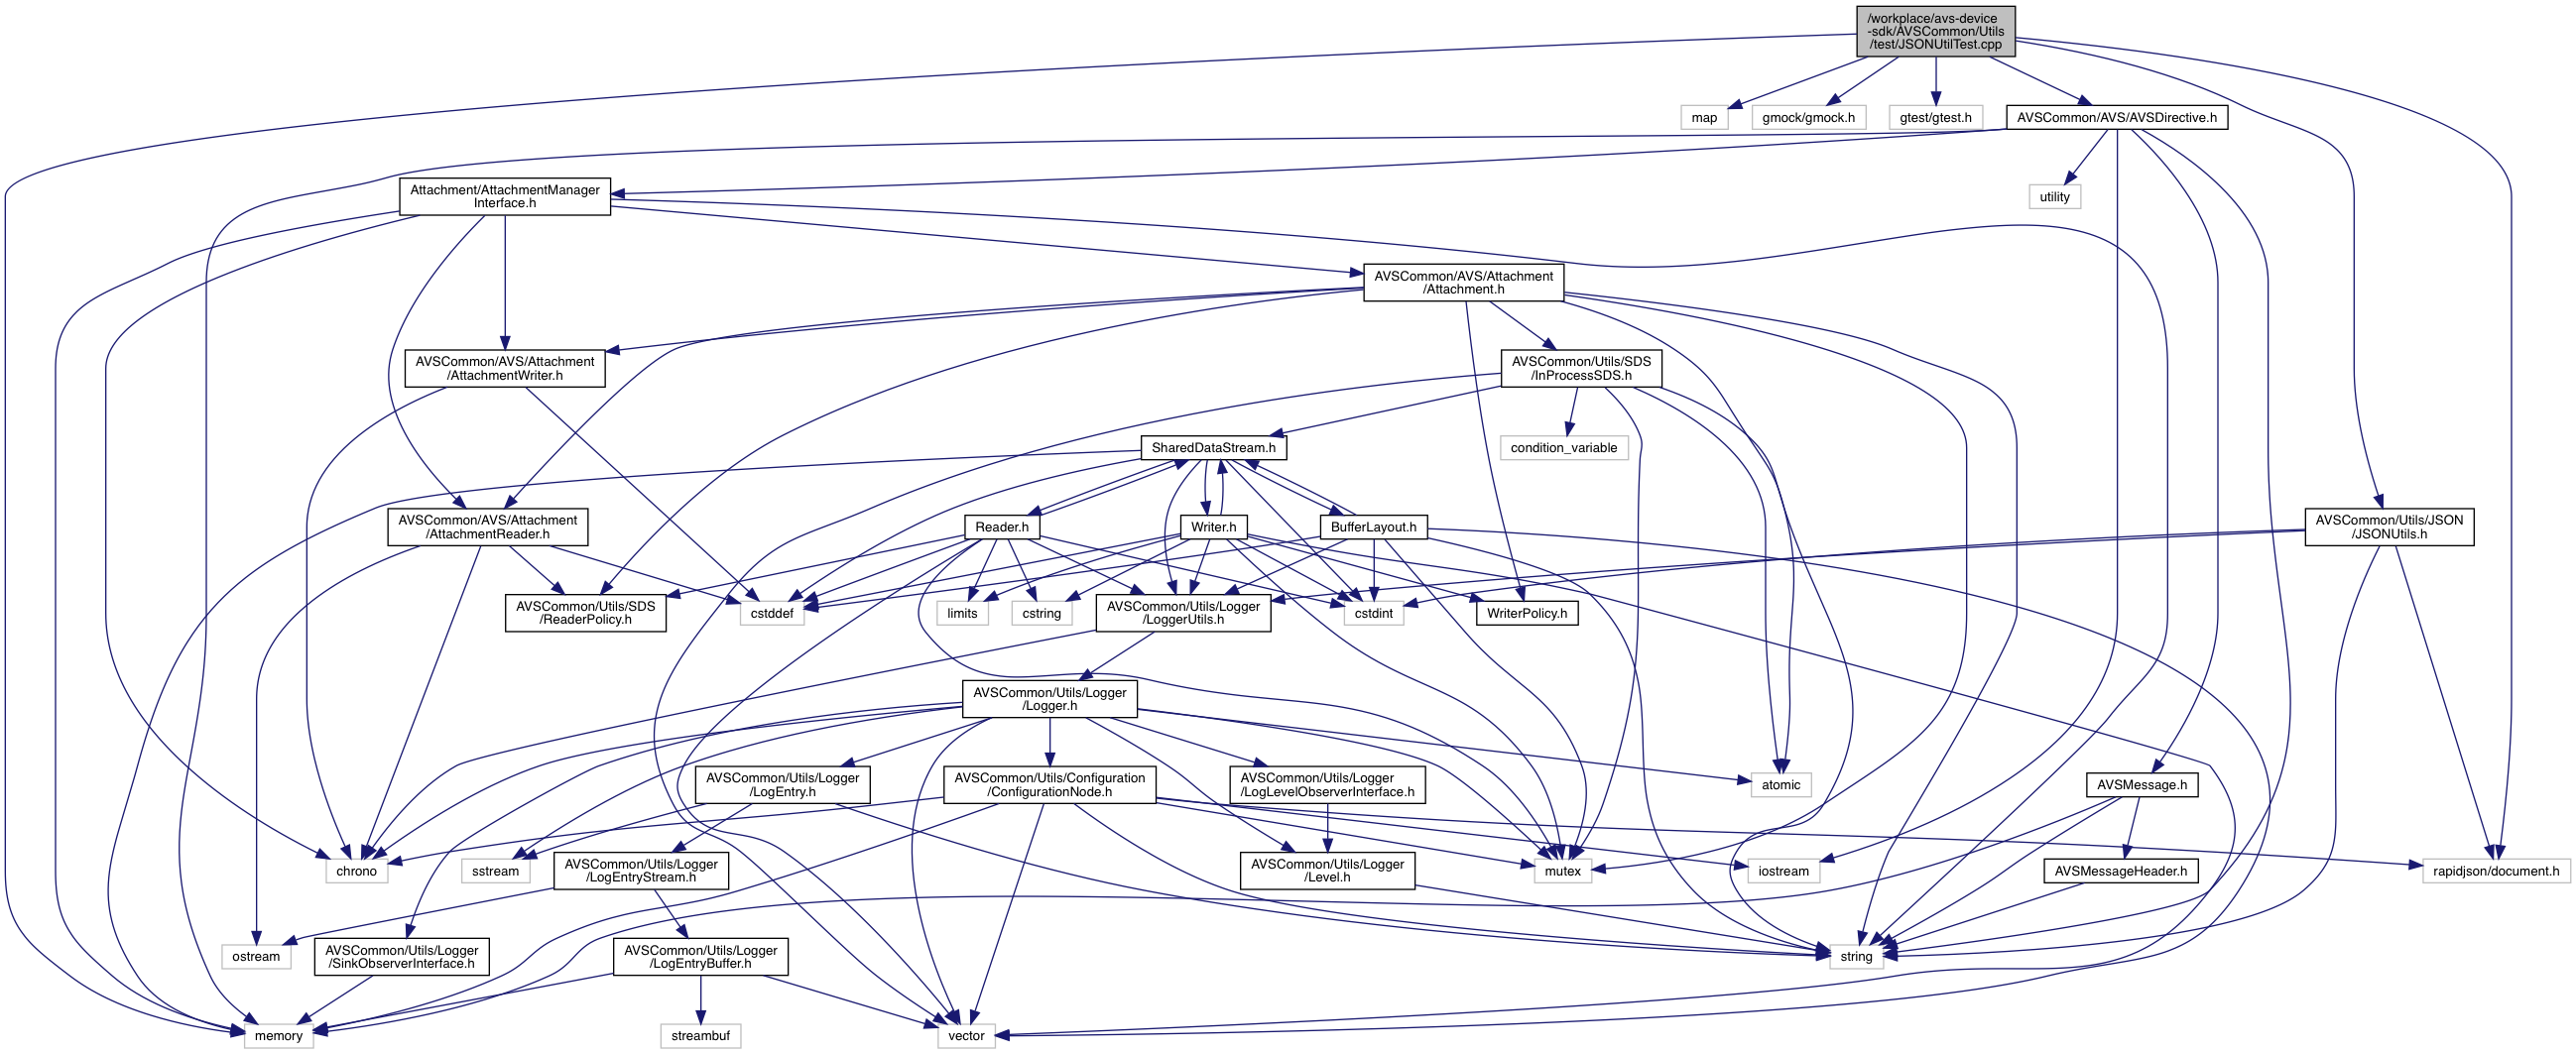 /workplace/avs-device
-sdk/AVSCommon/Utils
/test/JSONUtilTest.cpp
map
gmock/gmock.h
gtest/gtest.h
AVSCommon/AVS/AVSDirective.h
Attachment/AttachmentManager
Interface.h
utility
AVSCommon/AVS/Attachment
/Attachment.h
AVSCommon/AVS/Attachment
/AttachmentWriter.h
AVSCommon/Utils/SDS
/InProcessSDS.h
SharedDataStream.h
condition_variable
AVSCommon/AVS/Attachment
/AttachmentReader.h
Reader.h
Writer.h
BufferLayout.h
AVSCommon/Utils/JSON
/JSONUtils.h
AVSCommon/Utils/SDS
/ReaderPolicy.h
cstddef
limits
cstring
AVSCommon/Utils/Logger
/LoggerUtils.h
cstdint
WriterPolicy.h
AVSCommon/Utils/Logger
/Logger.h
AVSCommon/Utils/Logger
/LogEntry.h
AVSCommon/Utils/Configuration
/ConfigurationNode.h
AVSCommon/Utils/Logger
/LogLevelObserverInterface.h
atomic
AVSMessage.h
chrono
sstream
AVSCommon/Utils/Logger
/LogEntryStream.h
AVSCommon/Utils/Logger
/Level.h
mutex
iostream
AVSMessageHeader.h
rapidjson/document.h
ostream
AVSCommon/Utils/Logger
/SinkObserverInterface.h
AVSCommon/Utils/Logger
/LogEntryBuffer.h
string
memory
streambuf
vector